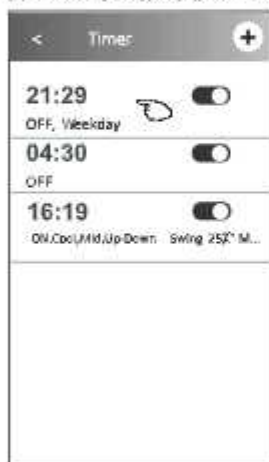 < Timer +
21:29
OFF, Weekday
04:30
OFF
16:19
ON,Cool,Mid,Up-Down Swing